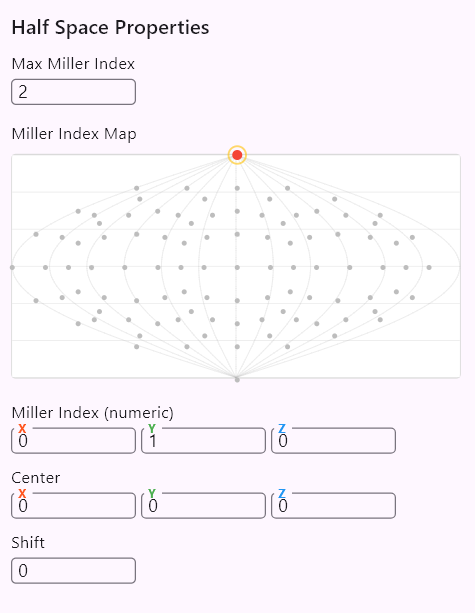 Half Space Properties
Max Miller Index
2
Miller Index Map
Miller Index (numeric)
X Y Z
0 1 0
Center
X Y Z
0 0 0
Shift
0